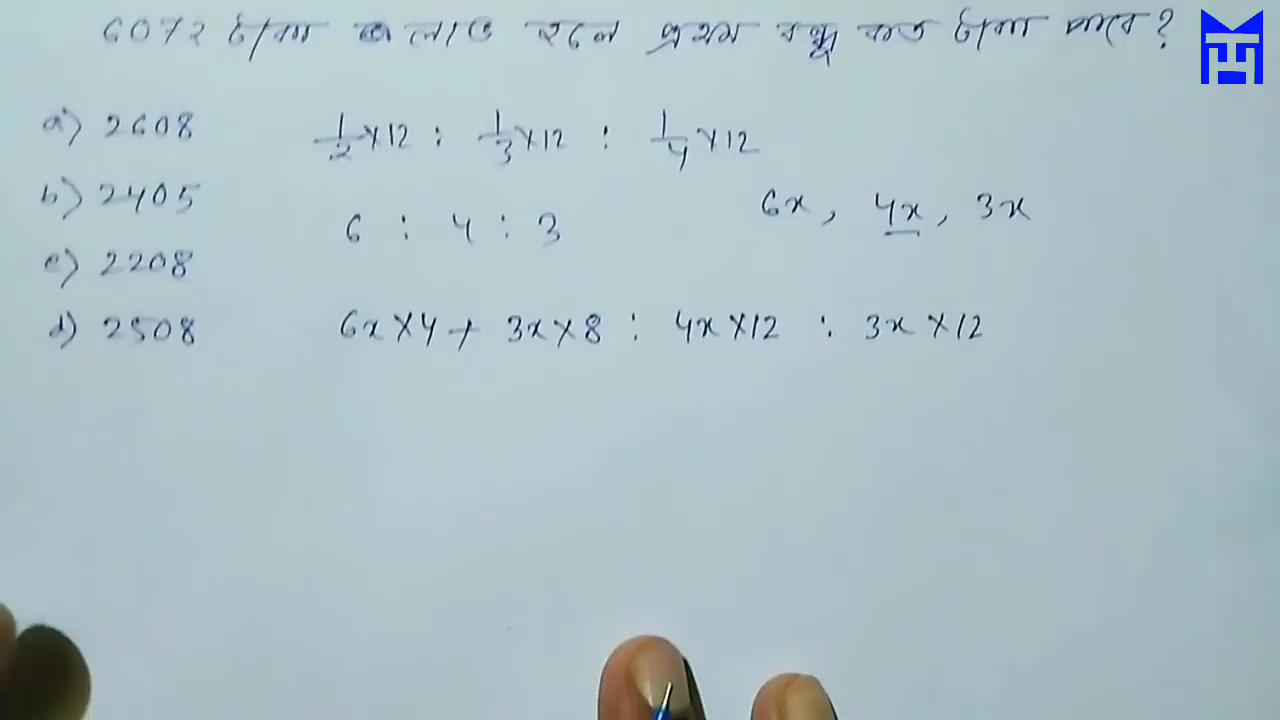 6072 টাকা লাভ হলে প্রথম বন্ধু কত টাকা পাবে?
a) 2608
b) 2405
c) 2208
d) 2508
1/2 × 12 : 1/3 × 12 : 1/4 × 12
6 : 4 : 3
6x, 4x, 3x
6x × 4 + 3x × 8 : 4x × 12 : 3x × 12